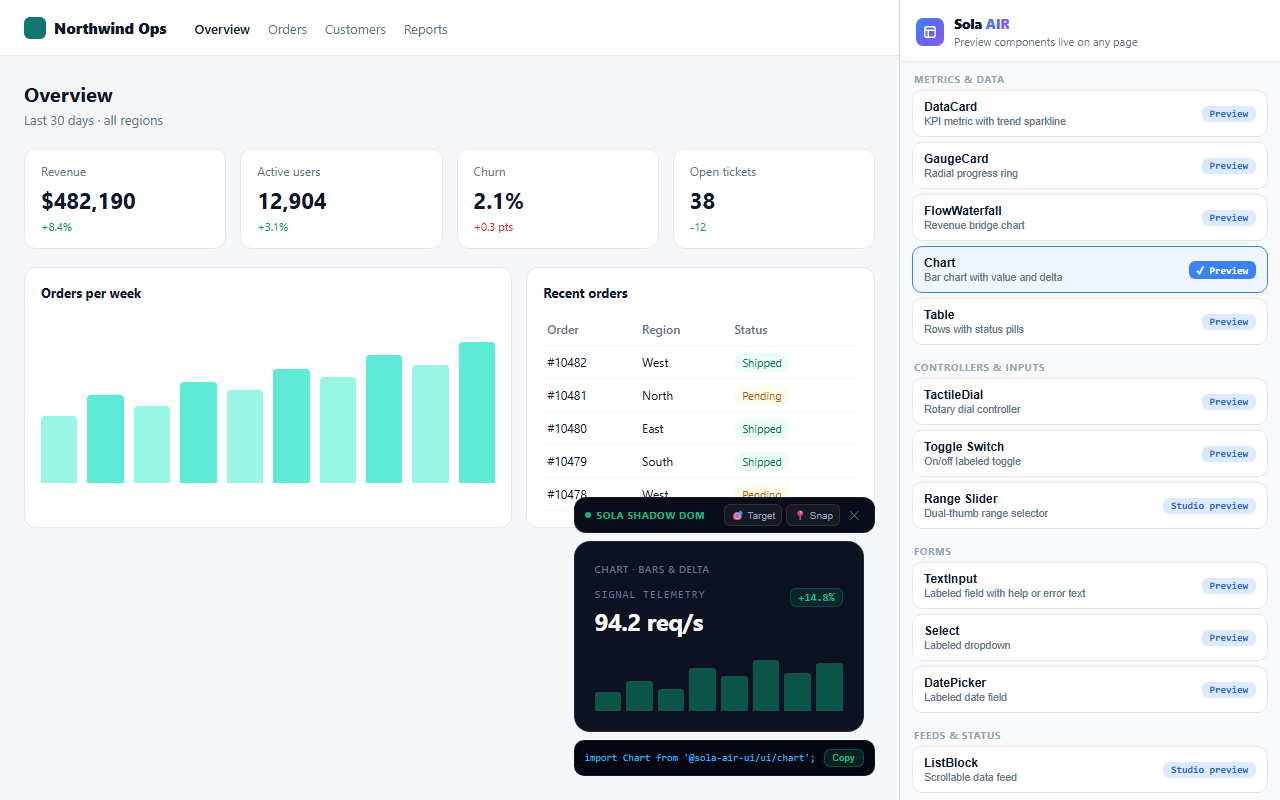 Northwind Ops Overview Orders Customers Reports
Overview
Last 30 days · all regions
Revenue
$482,190
+8.4%
Active users
12,904
+3.1%
Churn
2.1%
+0.3 pts
Open tickets
38
-12
Orders per week
Recent orders
Order Region Status
#10482 West Shipped
#10481 North Pending
#10480 East Shipped
#10479 South Shipped
#10478 West Pending
SOLA SHADOW DOM 🎯 Target 📍 Snap ✕
CHART · BARS & DELTA
SIGNAL TELEMETRY
+14.8%
94.2 req/s
import Chart from '@sola-air-ui/ui/chart'; Copy
Sola AIR
Preview components live on any page
METRICS & DATA
DataCard
KPI metric with trend sparkline
Preview
GaugeCard
Radial progress ring
Preview
FlowWaterfall
Revenue bridge chart
Preview
Chart
Bar chart with value and delta
✓ Preview
Table
Rows with status pills
Preview
CONTROLLERS & INPUTS
TactileDial
Rotary dial controller
Preview
Toggle Switch
On/off labeled toggle
Preview
Range Slider
Dual-thumb range selector
Studio preview
FORMS
TextInput
Labeled field with help or error text
Preview
Select
Labeled dropdown
Preview
DatePicker
Labeled date field
Preview
FEEDS & STATUS
ListBlock
Scrollable data feed
Studio preview